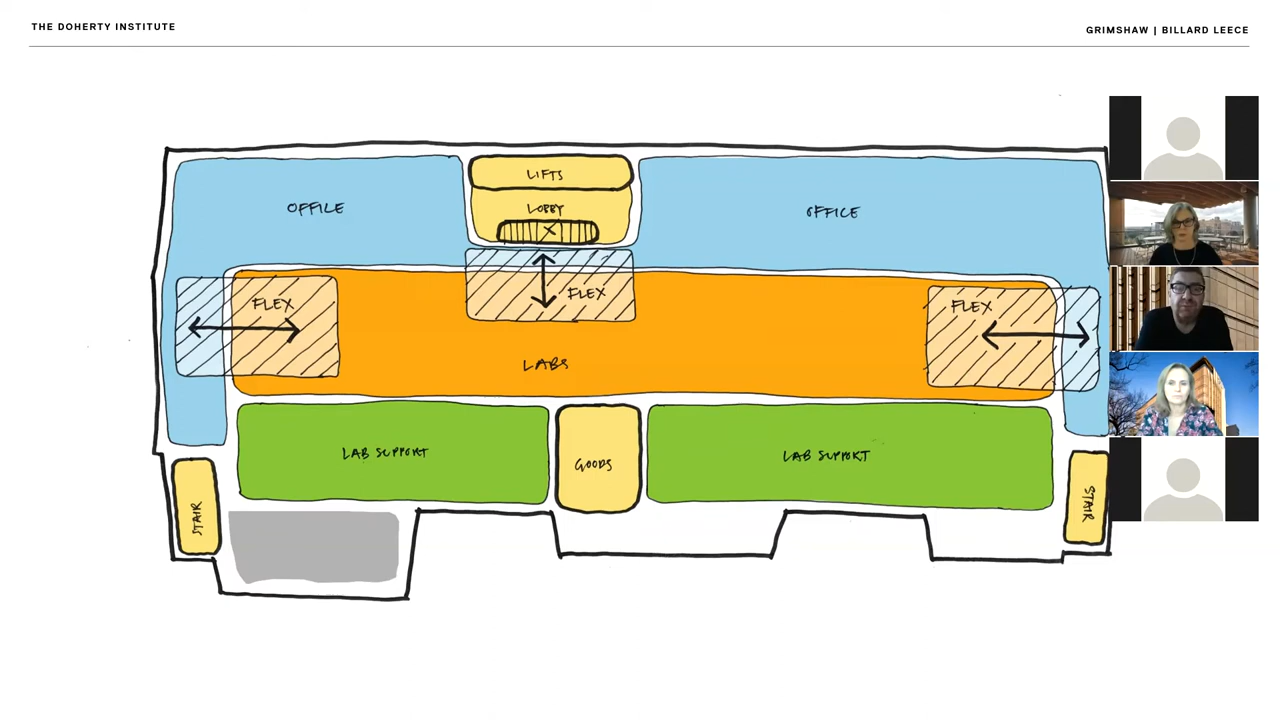 THE DOHERTY INSTITUTE
GRIMSHAW | BILLARD LEECE
LIFTS
OFFICE
LOBBY
OFFICE
FLEX
FLEX
FLEX
LABS
LAB SUPPORT
GOODS
LAB SUPPORT
STAIR
STAIR